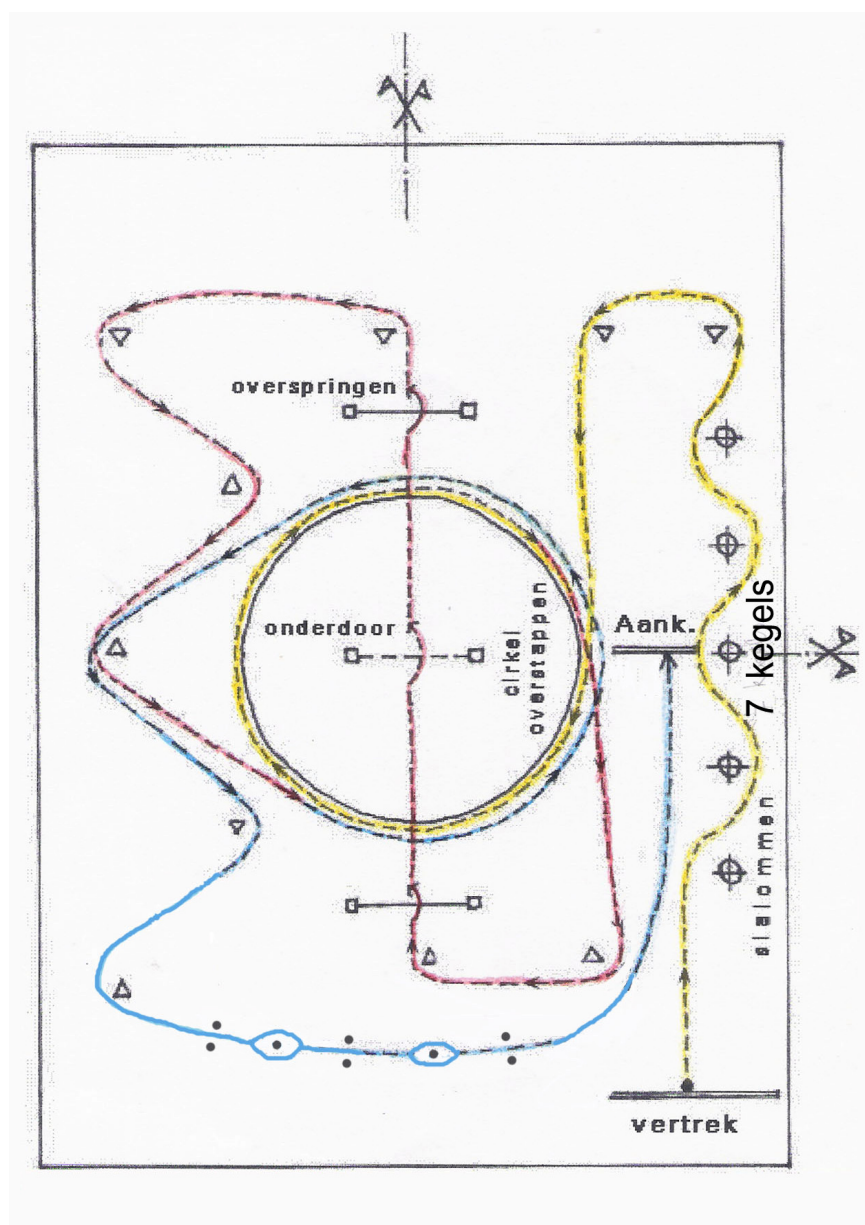 overspringen
onderdoor
cirkel
overstappen
Aank.
7 kegels
slalommen
vertrek